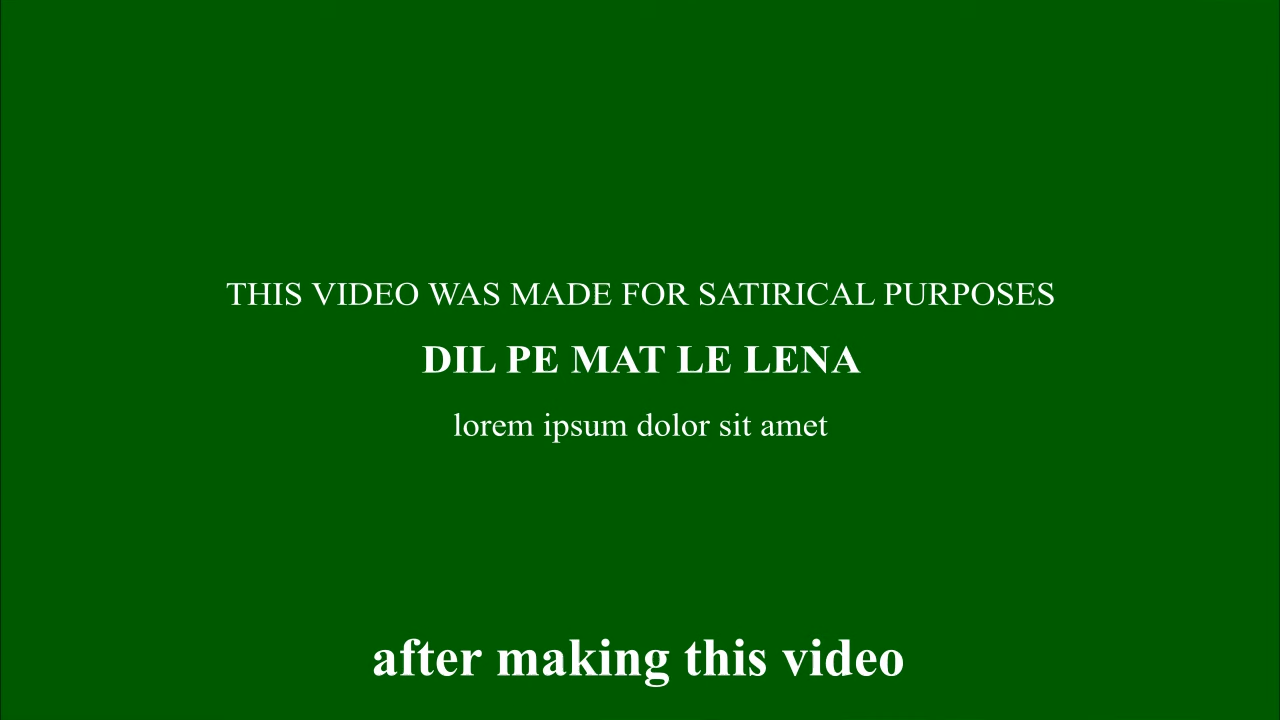 THIS VIDEO WAS MADE FOR SATIRICAL PURPOSES
DIL PE MAT LE LENA
lorem ipsum dolor sit amet
after making this video